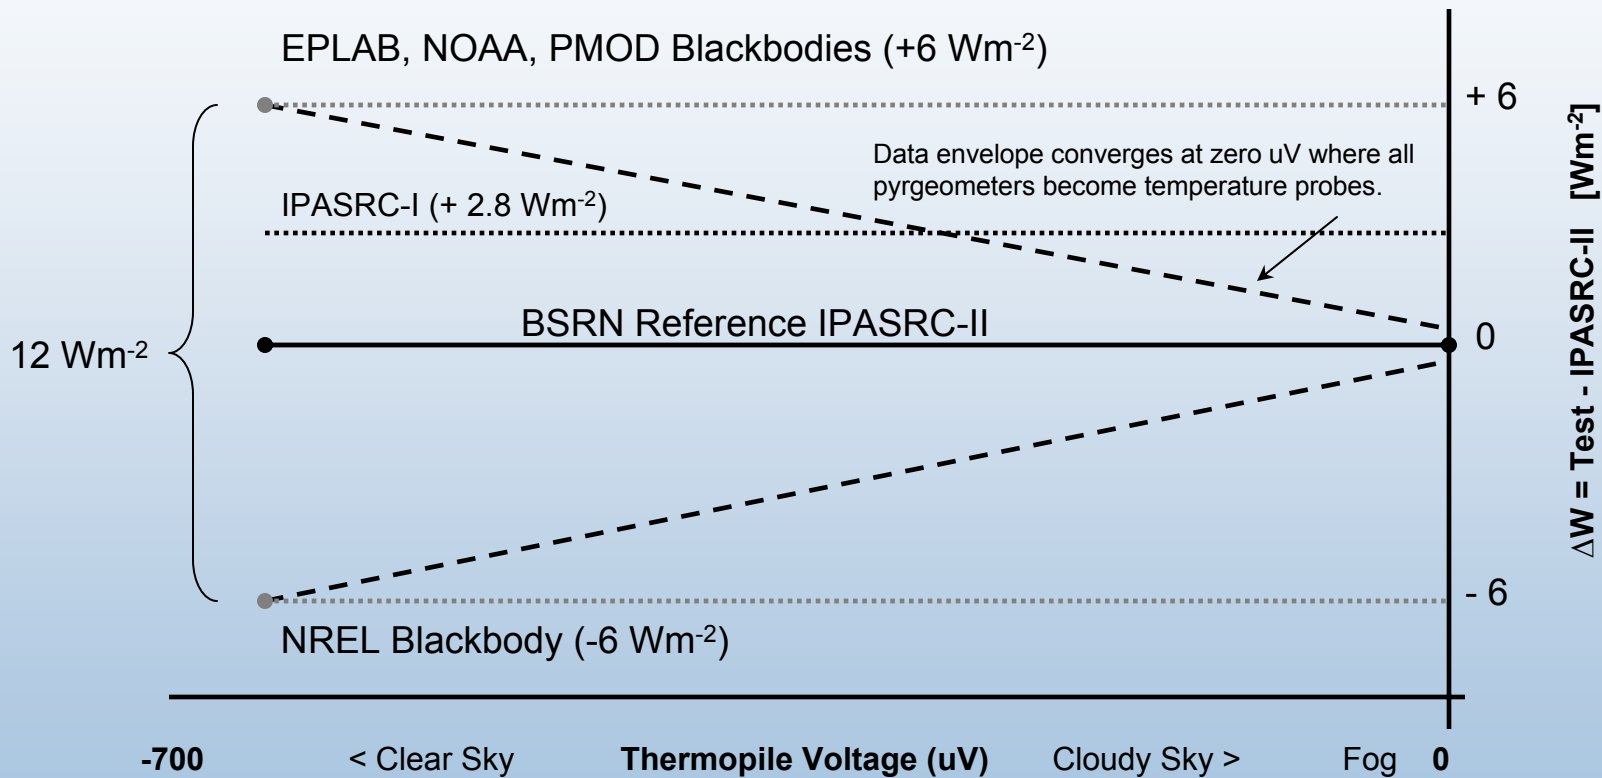 EPLAB, NOAA, PMOD Blackbodies (+6 Wm-2)
+ 6
Data envelope converges at zero uV where all
pyrgeometers become temperature probes.
IPASRC-I (+ 2.8 Wm-2)
BSRN Reference IPASRC-II
0
12 Wm-2
ΔW = Test - IPASRC-II [Wm-2]
- 6
NREL Blackbody (-6 Wm-2)
-700 < Clear Sky Thermopile Voltage (uV) Cloudy Sky > Fog 0